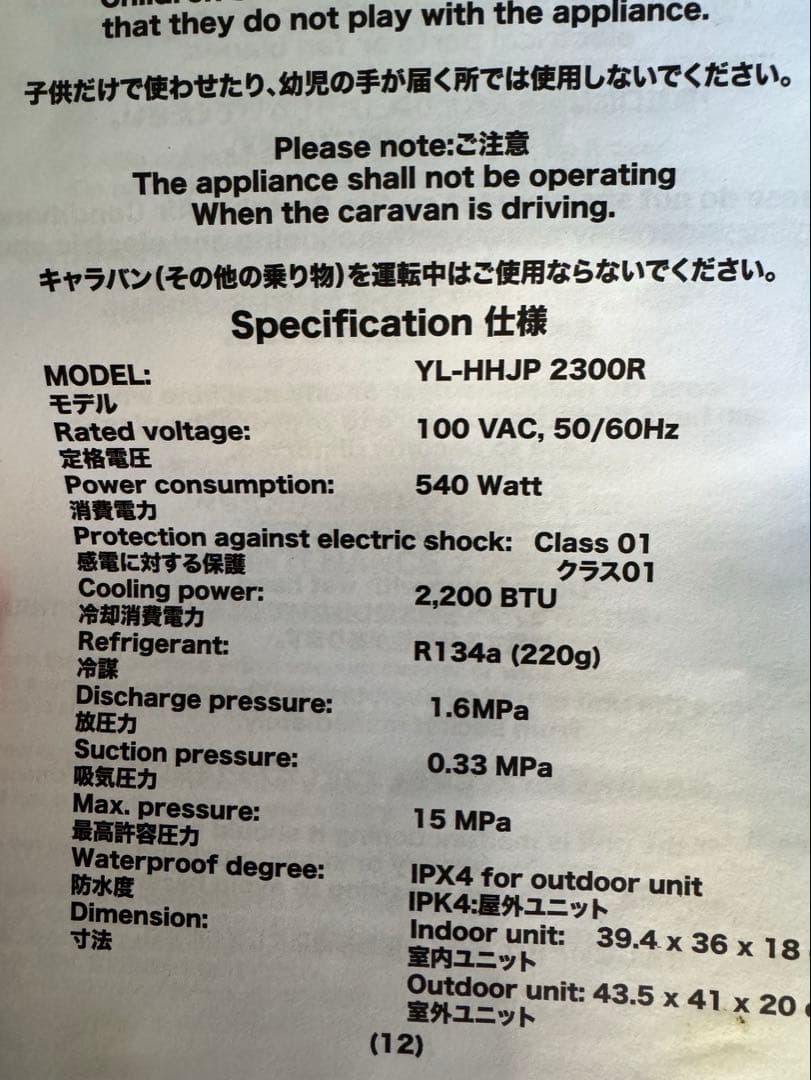 that they do not play with the appliance.
子供だけで使わせたり、幼児の手が届く所では使用しないでください。
Please note:ご注意
The appliance shall not be operating
When the caravan is driving.
キャラバン(その他の乗り物)を運転中はご使用ならないでください。
Specification 仕様
MODEL: YL-HHJP 2300R
モデル
Rated voltage: 100 VAC, 50/60Hz
定格電圧
Power consumption: 540 Watt
消費電力
Protection against electric shock: Class 01
感電に対する保護 クラス01
Cooling power: 2,200 BTU
冷却消費電力
Refrigerant: R134a (220g)
冷謀
Discharge pressure: 1.6MPa
放圧力
Suction pressure: 0.33 MPa
吸気圧力
Max. pressure: 15 MPa
最高許容圧力
Waterproof degree: IPX4 for outdoor unit
防水度 IPK4:屋外ユニット
Dimension: Indoor unit: 39.4 x 36 x 18
寸法 室内ユニット
Outdoor unit: 43.5 x 41 x 20
室外ユニット
(12)